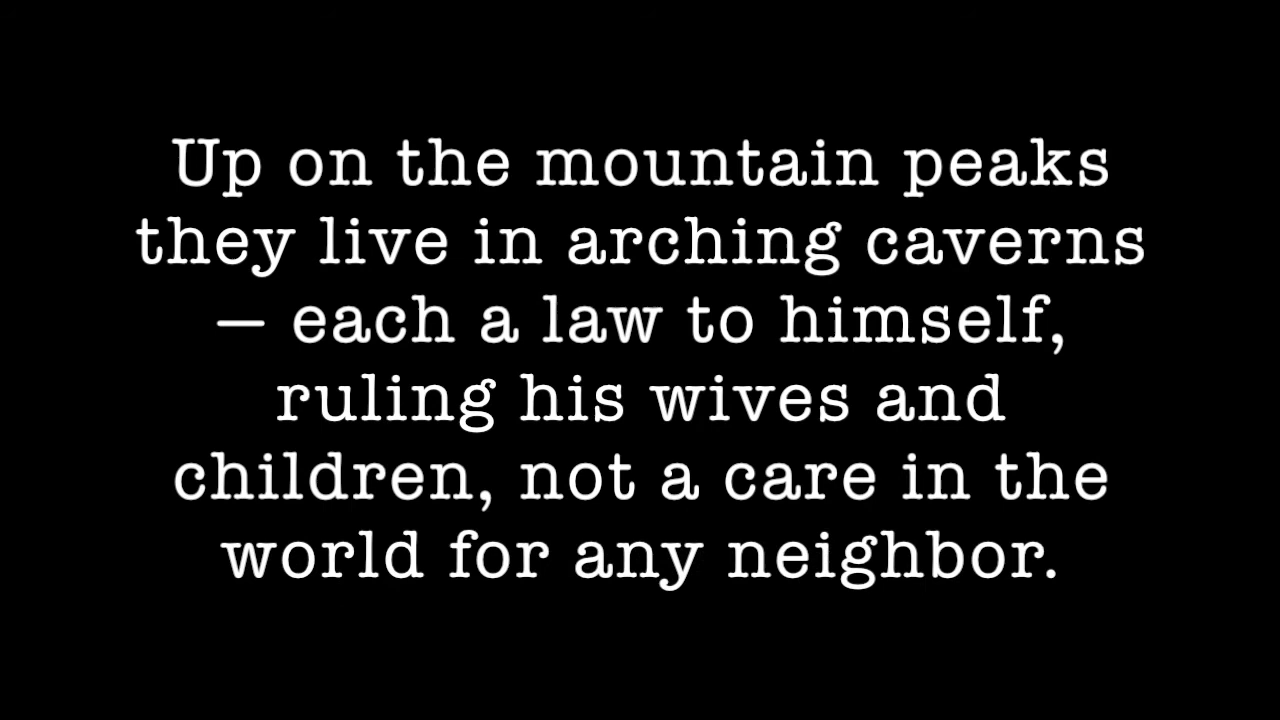 Up on the mountain peaks
they live in arching caverns
— each a law to himself,
ruling his wives and
children, not a care in the
world for any neighbor.